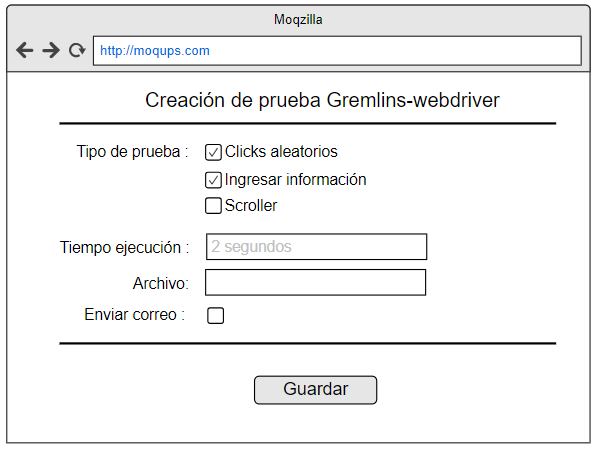 Moqzilla
http://moqups.com
Creación de prueba Gremlins-webdriver
Tipo de prueba : Clicks aleatorios
Ingresar información
Scroller
Tiempo ejecución : 2 segundos
Archivo:
Enviar correo :
Guardar